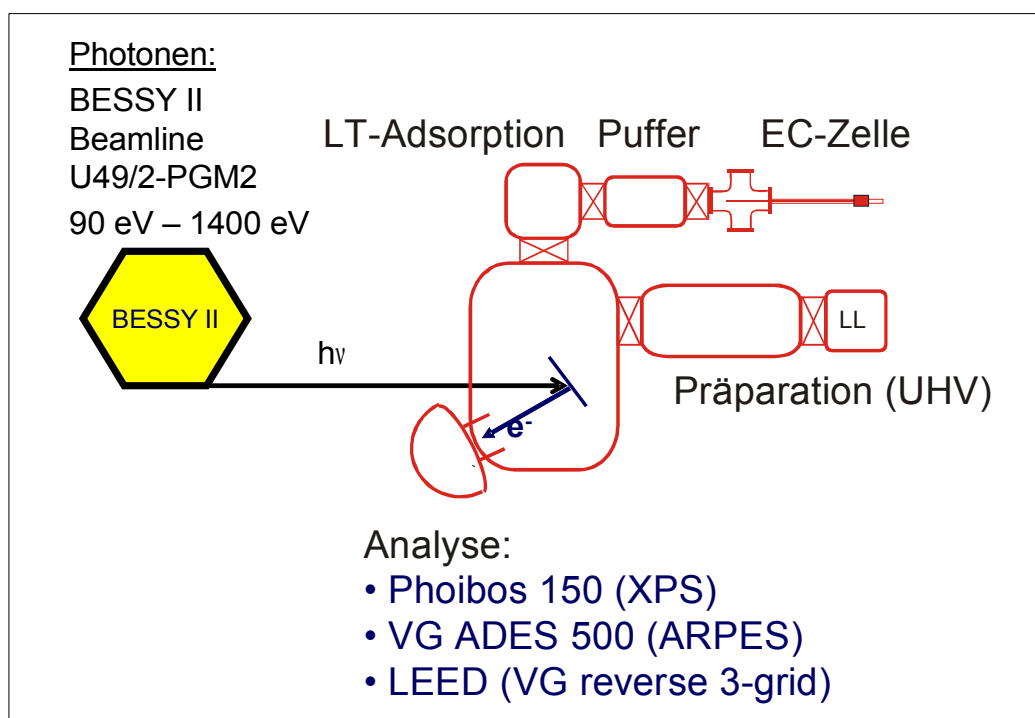 Photonen:
BESSY II
Beamline
U49/2-PGM2
90 eV – 1400 eV
LT-Adsorption Puffer EC-Zelle
BESSY II
LL
hν
Präparation (UHV)
e-
Analyse:
• Phoibos 150 (XPS)
• VG ADES 500 (ARPES)
• LEED (VG reverse 3-grid)